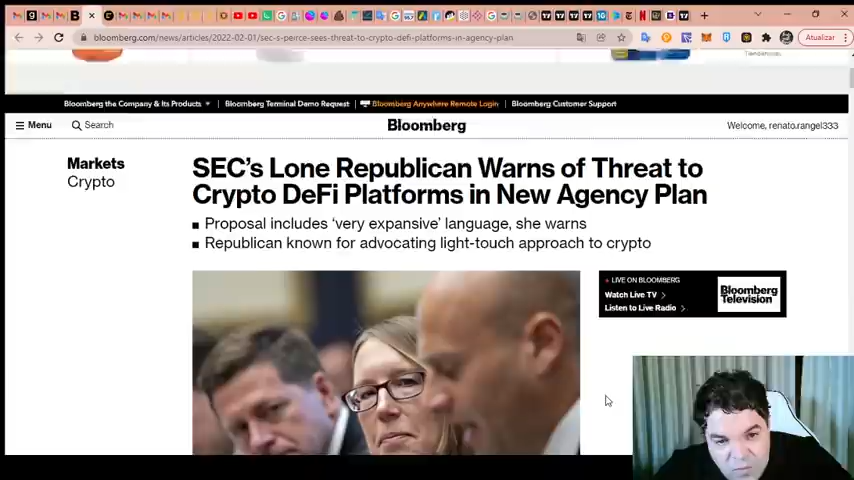 bloomberg.com/news/articles/2022-02-01/sec-s-peirce-sees-threat-to-crypto-defi-platforms-in-agency-plan
Atualizar
Tendencias
Bloomberg the Company & Its Products
Bloomberg Terminal Demo Request
Bloomberg Anywhere Remote Login
Bloomberg Customer Support
Menu
Search
Bloomberg
Welcome, renato.rangel333
Markets
Crypto
SEC's Lone Republican Warns of Threat to
Crypto DeFi Platforms in New Agency Plan
Proposal includes 'very expansive' language, she warns
Republican known for advocating light-touch approach to crypto
LIVE ON BLOOMBERG
Watch Live TV
Listen to Live Radio
Bloomberg
Television